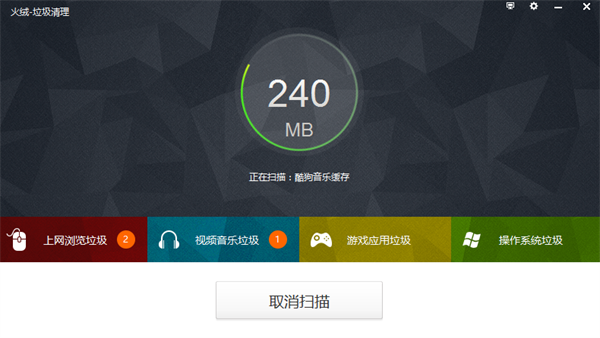 火绒-垃圾清理
240
MB
正在扫描：酷狗音乐缓存
上网浏览垃圾 2
视频音乐垃圾 1
游戏应用垃圾
操作系统垃圾
取消扫描